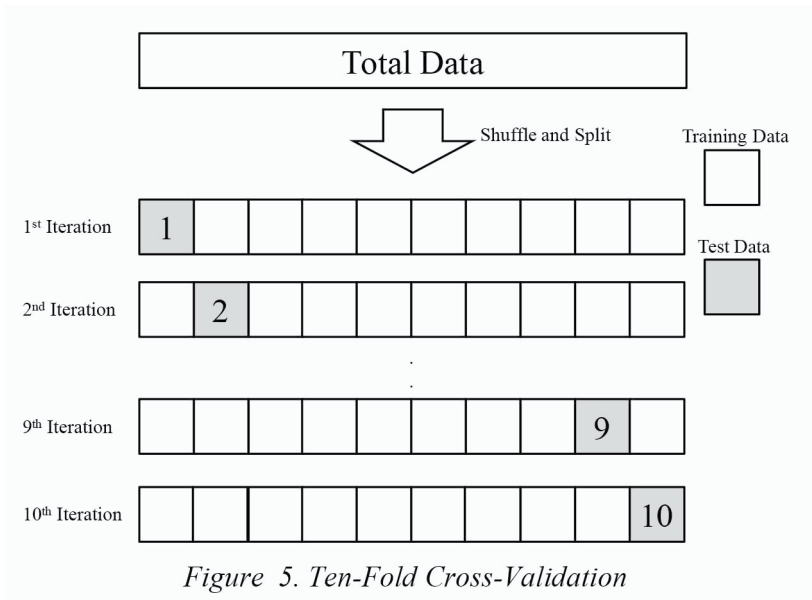 Total Data
Shuffle and Split
Training Data
1st Iteration
1
Test Data
2nd Iteration
2
.
.
9th Iteration
9
10th Iteration
10
Figure 5. Ten-Fold Cross-Validation